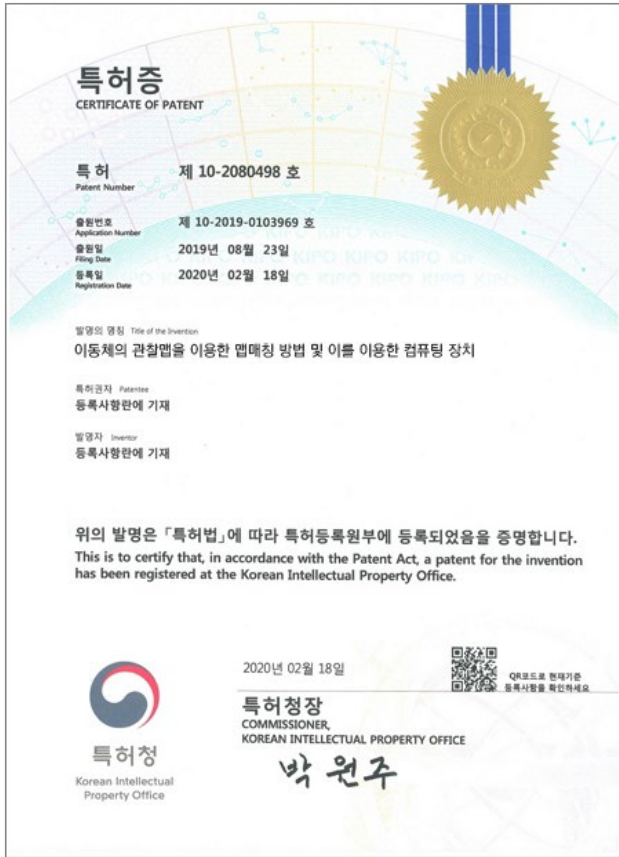 특허증
CERTIFICATE OF PATENT
특 허 제 10-2080498 호
Patent Number
출원번호 제 10-2019-0103969 호
Application Number
출원일 2019년 08월 23일
Filing Date
등록일 2020년 02월 18일
Registration Date
KIPO KIPO KIPO KIPO KIPO
발명의 명칭 Title of the Invention
이동체의 관찰맵을 이용한 맵매칭 방법 및 이를 이용한 컴퓨팅 장치
특허권자 Patentee
등록사항란에 기재
발명자 Inventor
등록사항란에 기재
위의 발명은 「특허법」에 따라 특허등록원부에 등록되었음을 증명합니다.
This is to certify that, in accordance with the Patent Act, a patent for the invention
has been registered at the Korean Intellectual Property Office.
2020년 02월 18일
QR코드로 현재기준
등록사항을 확인하세요
특허청장
COMMISSIONER,
KOREAN INTELLECTUAL PROPERTY OFFICE
박원주
특허청
Korean Intellectual
Property Office